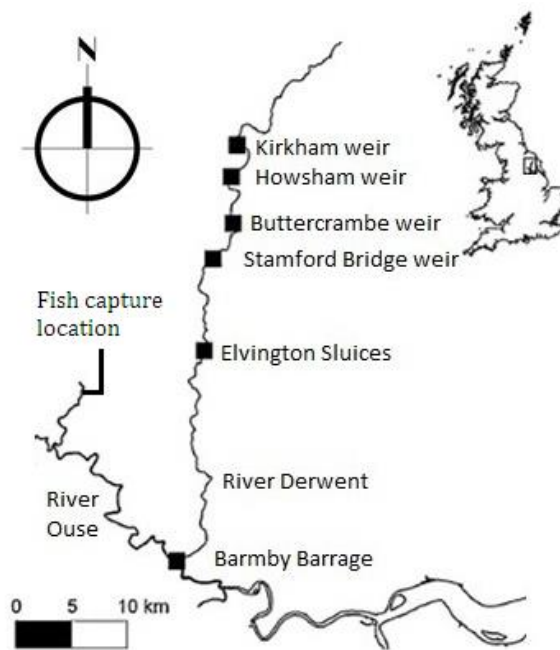 N
Kirkham weir
Howsham weir
Buttercrambe weir
Stamford Bridge weir
Fish capture
location
Elvington Sluices
River Derwent
River
Ouse
Barmby Barrage
0 5 10 km